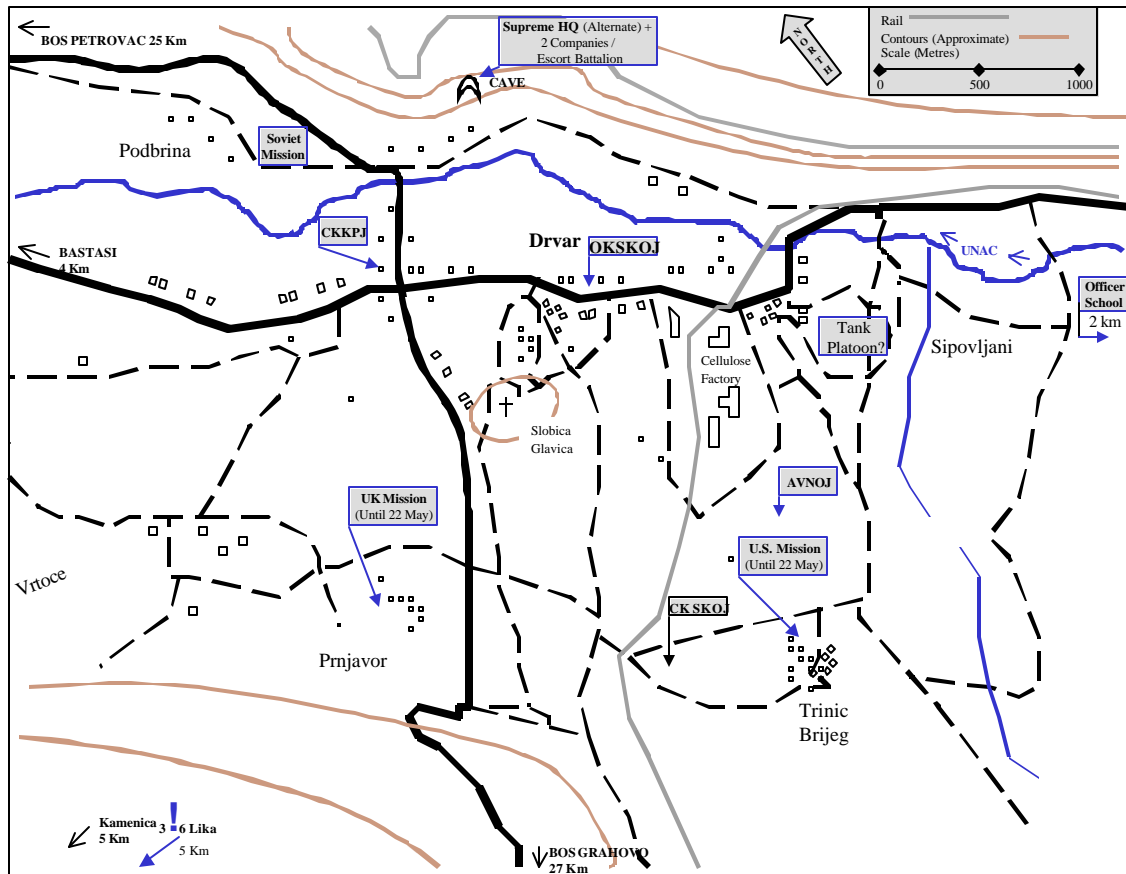 BOS PETROVAC 25 Km
Supreme HQ (Alternate) +
2 Companies /
Escort Battalion
CAVE
NORTH
Rail
Contours (Approximate)
Scale (Metres)
0 500 1000
Podbrina
Soviet
Mission
CKKPJ
Drvar
OKSKOJ
UNAC
BASTASI
4 Km
Officer
School
2 km
Tank
Platoon?
Sipovljani
Cellulose
Factory
Slobica
Glavica
UK Mission
(Until 22 May)
AVNOJ
U.S. Mission
(Until 22 May)
Vrtoce
CK SKOJ
Prnjavor
Trinic
Brijeg
Kamenica
5 Km
3 ! 6 Lika
5 Km
BOS GRAHOVO
27 Km